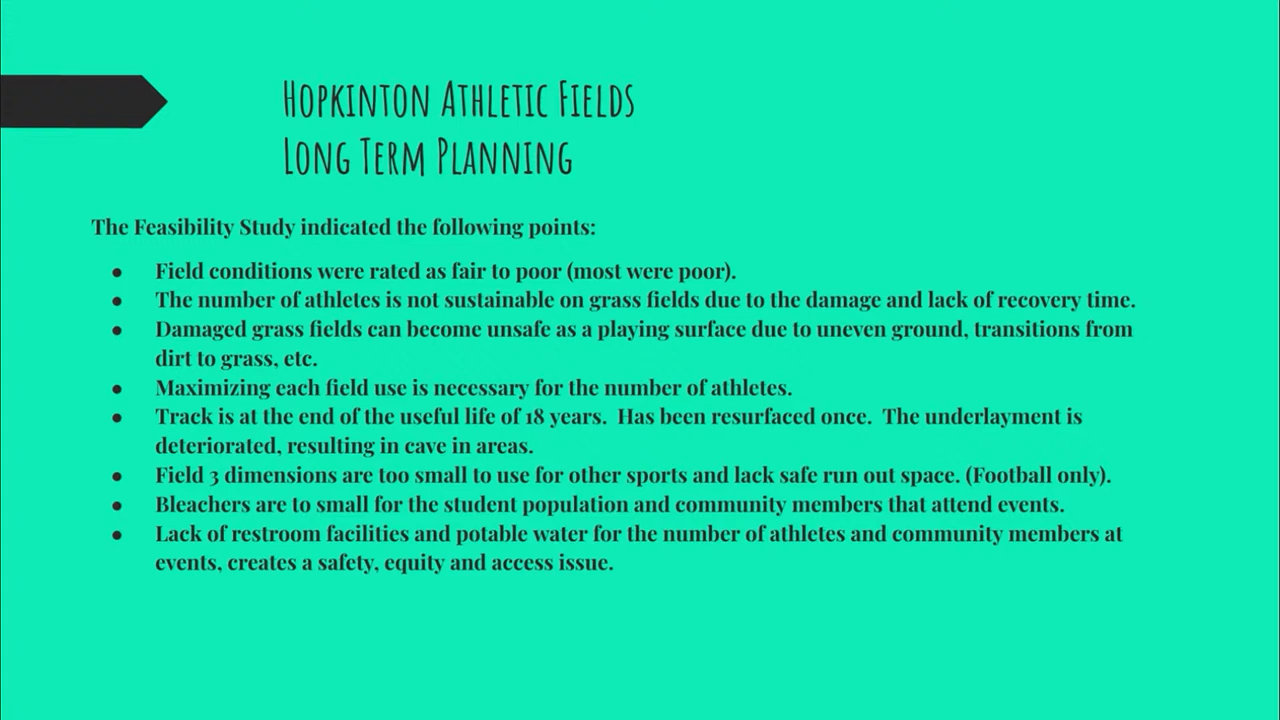 Hopkinton Athletic Fields
Long Term Planning
The Feasibility Study indicated the following points:
● Field conditions were rated as fair to poor (most were poor).
● The number of athletes is not sustainable on grass fields due to the damage and lack of recovery time.
● Damaged grass fields can become unsafe as a playing surface due to uneven ground, transitions from
dirt to grass, etc.
● Maximizing each field use is necessary for the number of athletes.
● Track is at the end of the useful life of 18 years.  Has been resurfaced once.  The underlayment is
deteriorated, resulting in cave in areas.
● Field 3 dimensions are too small to use for other sports and lack safe run out space. (Football only).
● Bleachers are to small for the student population and community members that attend events.
● Lack of restroom facilities and potable water for the number of athletes and community members at
events, creates a safety, equity and access issue.